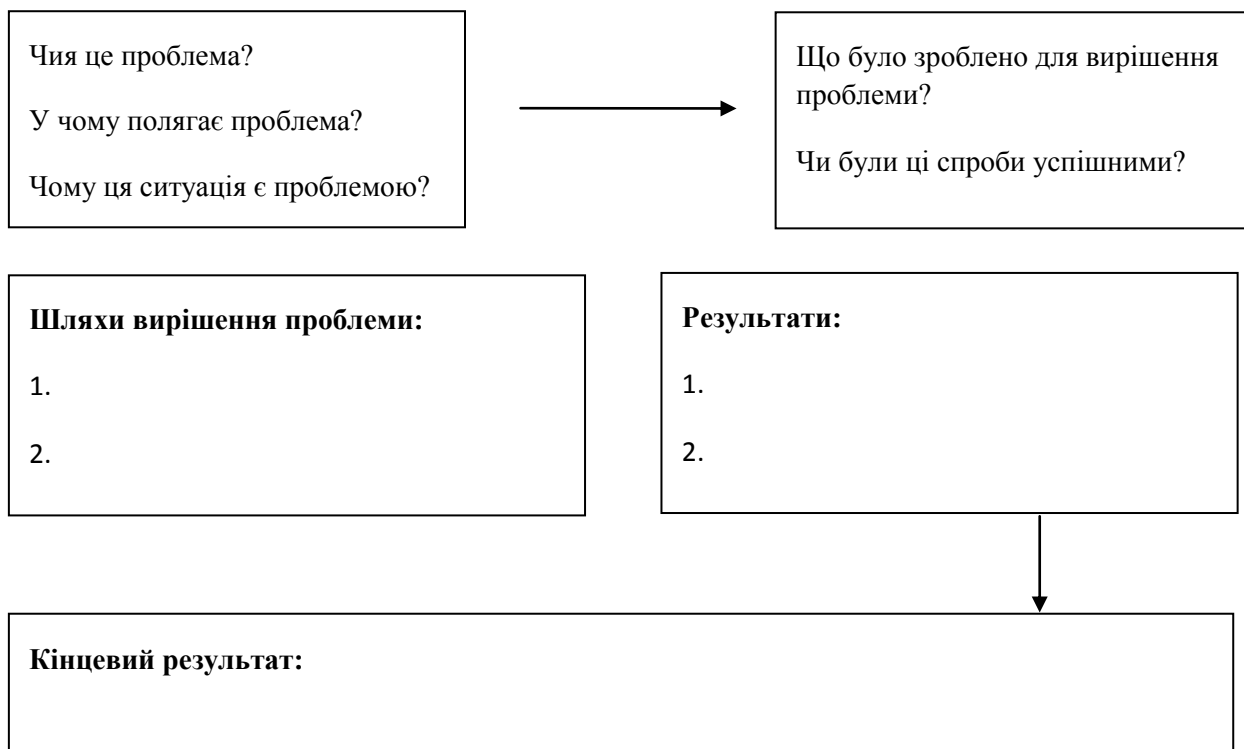 Чия це проблема?
У чому полягає проблема?
Чому ця ситуація є проблемою?
Що було зроблено для вирішення
проблеми?
Чи були ці спроби успішними?
Шляхи вирішення проблеми:
1.
2.
Результати:
1.
2.
Кінцевий результат: